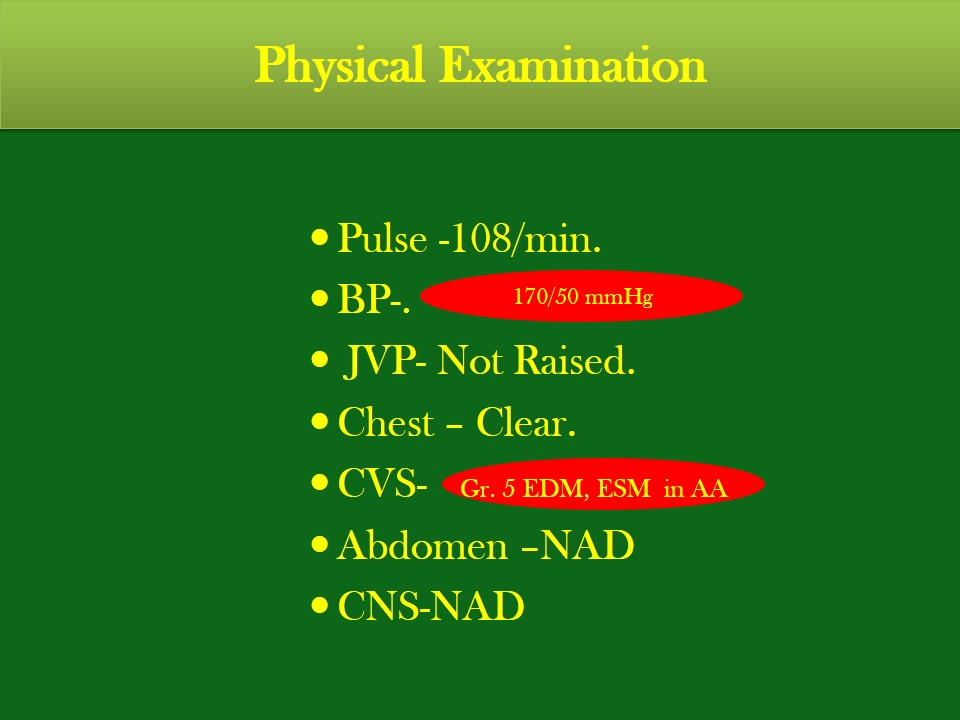 Physical Examination
• Pulse -108/min.
• BP-. 170/50 mmHg
• JVP- Not Raised.
• Chest – Clear.
• CVS- Gr. 5 EDM, ESM in AA
• Abdomen –NAD
• CNS-NAD